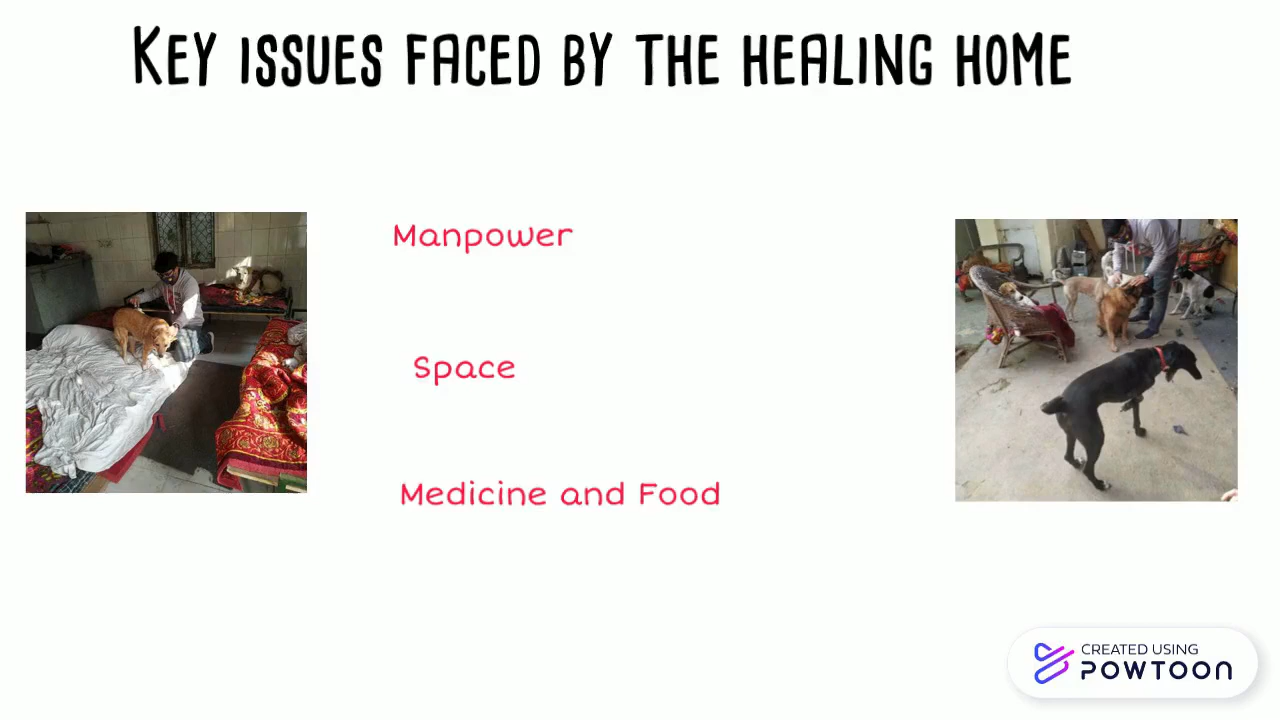 Key issues faced by the Healing Home
Manpower
Space
Medicine and Food
CREATED USING
POWTOON